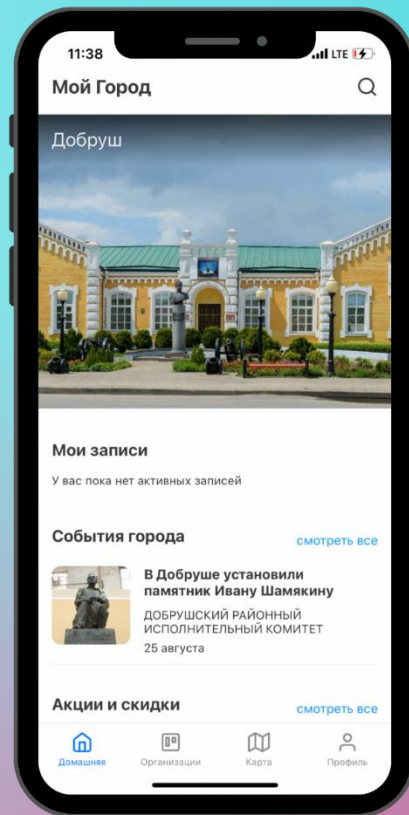 11:38
LTE
Мой Город
Добруш
Мои записи
У вас пока нет активных записей
События города
смотреть все
В Добруше установили
памятник Ивану Шамякину
ДОБРУШСКИЙ РАЙОННЫЙ
ИСПОЛНИТЕЛЬНЫЙ КОМИТЕТ
25 августа
Акции и скидки
смотреть все
Домашняя
Организации
Карта
Профиль